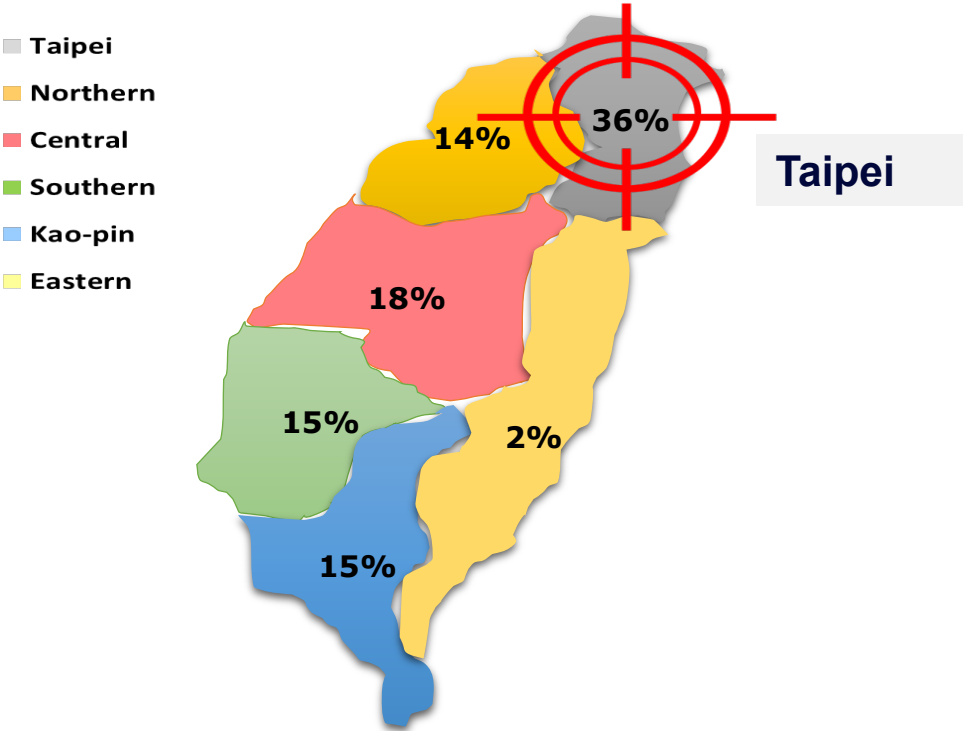 Taipei
Northern
Central
Southern
Kao-pin
Eastern
36%
14%
Taipei
18%
15%
2%
15%